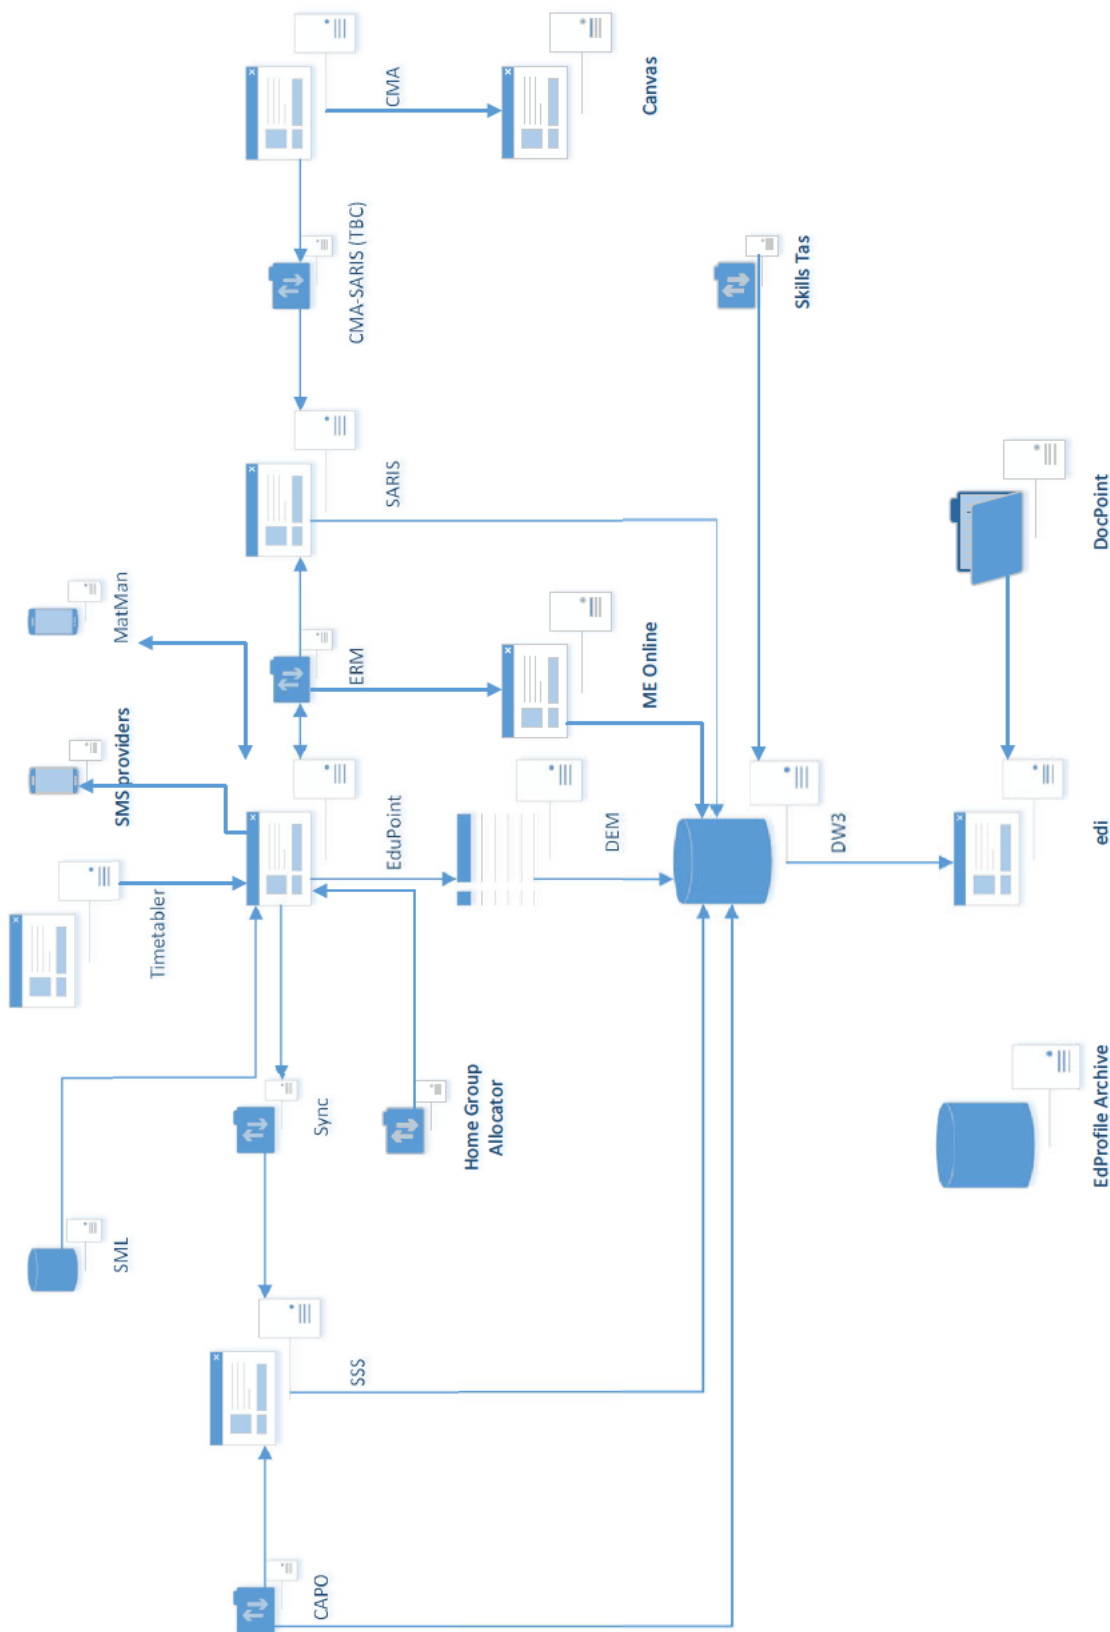 SML
Timetabler
SMS providers
MatMan
CAPO
SSS
Sync
EduPoint
ERM
SARIS
CMA-SARIS (TBC)
CMA
Home Group
Allocator
DEM
ME Online
Canvas
DW3
Skills Tas
EdProfile Archive
edi
DocPoint